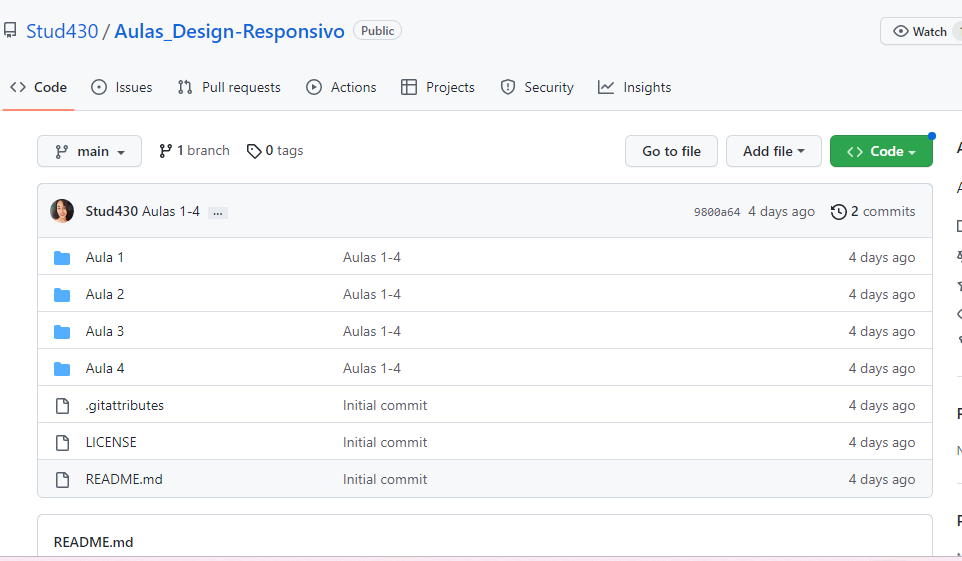 Stud430 / Aulas_Design-Responsivo Public Watch
Code Issues Pull requests Actions Projects Security Insights
main 1 branch 0 tags Go to file Add file Code
Stud430 Aulas 1-4 ... 9800a64 4 days ago 2 commits
Aula 1 Aulas 1-4 4 days ago
Aula 2 Aulas 1-4 4 days ago
Aula 3 Aulas 1-4 4 days ago
Aula 4 Aulas 1-4 4 days ago
.gitattributes Initial commit 4 days ago
LICENSE Initial commit 4 days ago
README.md Initial commit 4 days ago
README.md